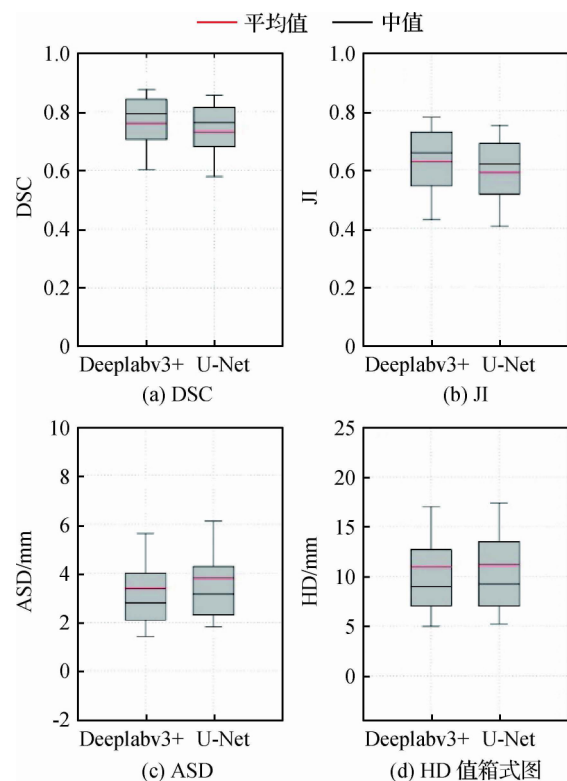 平均值 中值
1.0 1.0
0.8 0.8
0.6 0.6
0.4 0.4
0.2 0.2
0 0
DSC JI
Deeplabv3+ U-Net Deeplabv3+ U-Net
(a) DSC (b) JI
10 25
8 20
6 15
4 10
2 5
0 0
-2
ASD/mm HD/mm
Deeplabv3+ U-Net Deeplabv3+ U-Net
(c) ASD (d) HD 值箱式图